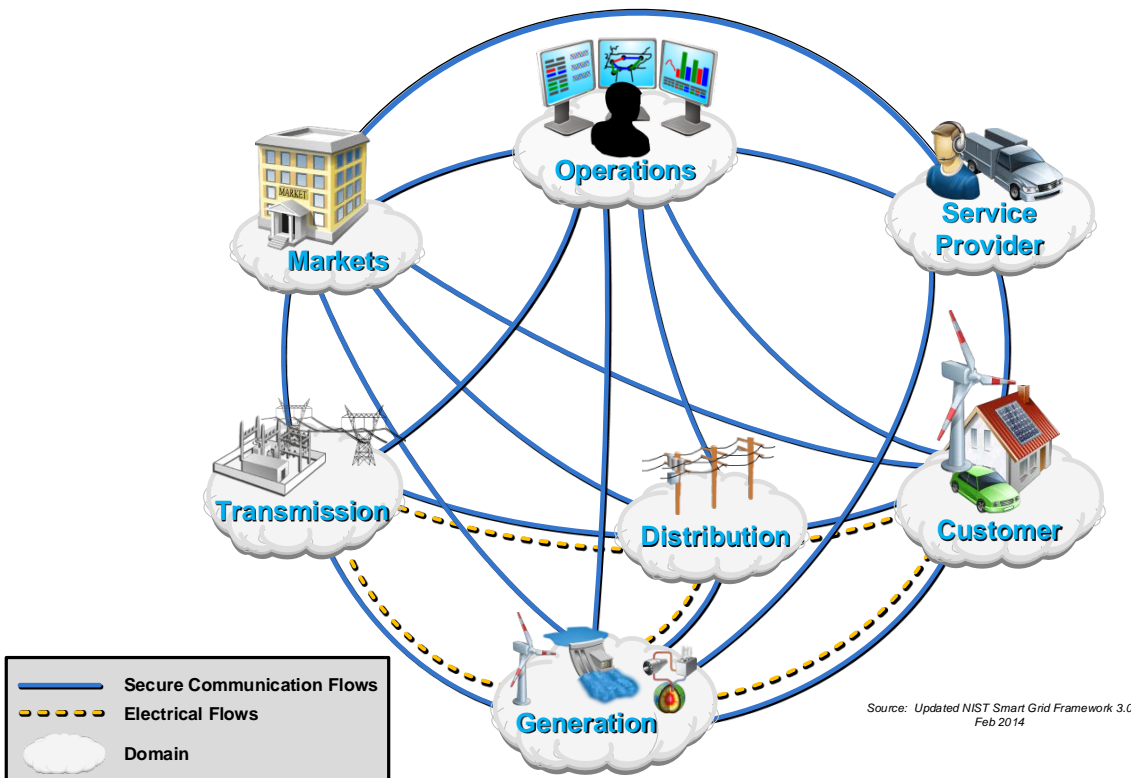 Operations
MARKET
Markets
Service
Provider
Transmission
Distribution
Customer
Generation
Secure Communication Flows
Electrical Flows
Domain
Source: Updated NIST Smart Grid Framework 3.0
Feb 2014